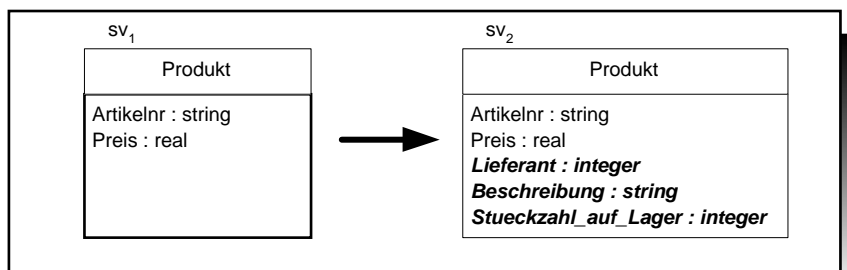 sv1
Produkt
Artikelnr : string
Preis : real
sv2
Produkt
Artikelnr : string
Preis : real
Lieferant : integer
Beschreibung : string
Stueckzahl_auf_Lager : integer